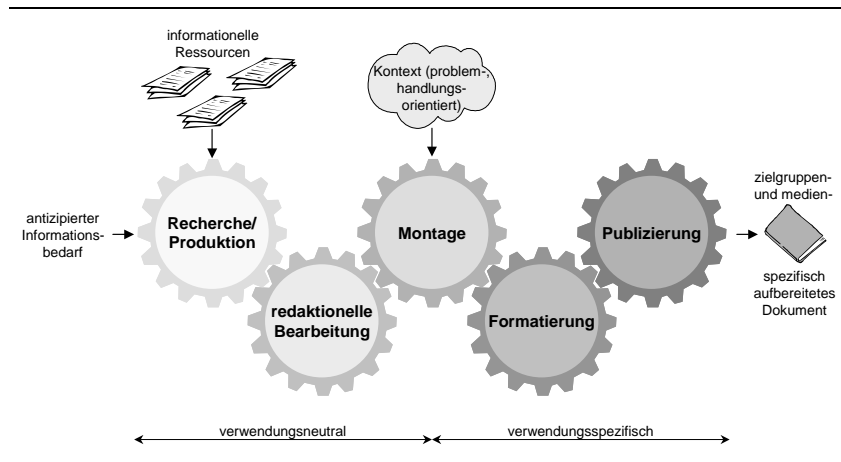 informationelle
Ressourcen
Kontext (problem-,
handlungs-
orientiert)
antizipierter
Informations-
bedarf
Recherche/
Produktion
redaktionelle
Bearbeitung
Montage
Formatierung
Publizierung
zielgruppen-
und medien-
spezifisch
aufbereitetes
Dokument
verwendungsneutral
verwendungsspezifisch